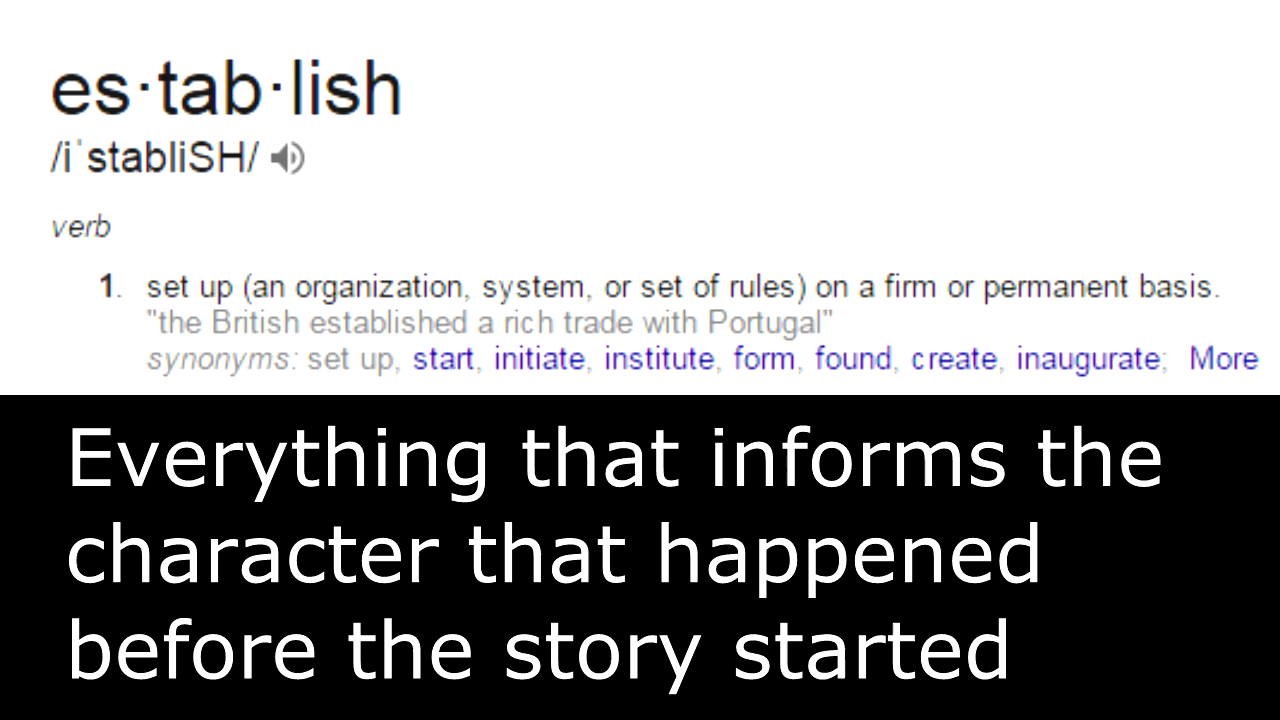 es·tab·lish
/iˈstabliSH/
verb
1. set up (an organization, system, or set of rules) on a firm or permanent basis.
"the British established a rich trade with Portugal"
synonyms: set up, start, initiate, institute, form, found, create, inaugurate; More
Everything that informs the
character that happened
before the story started